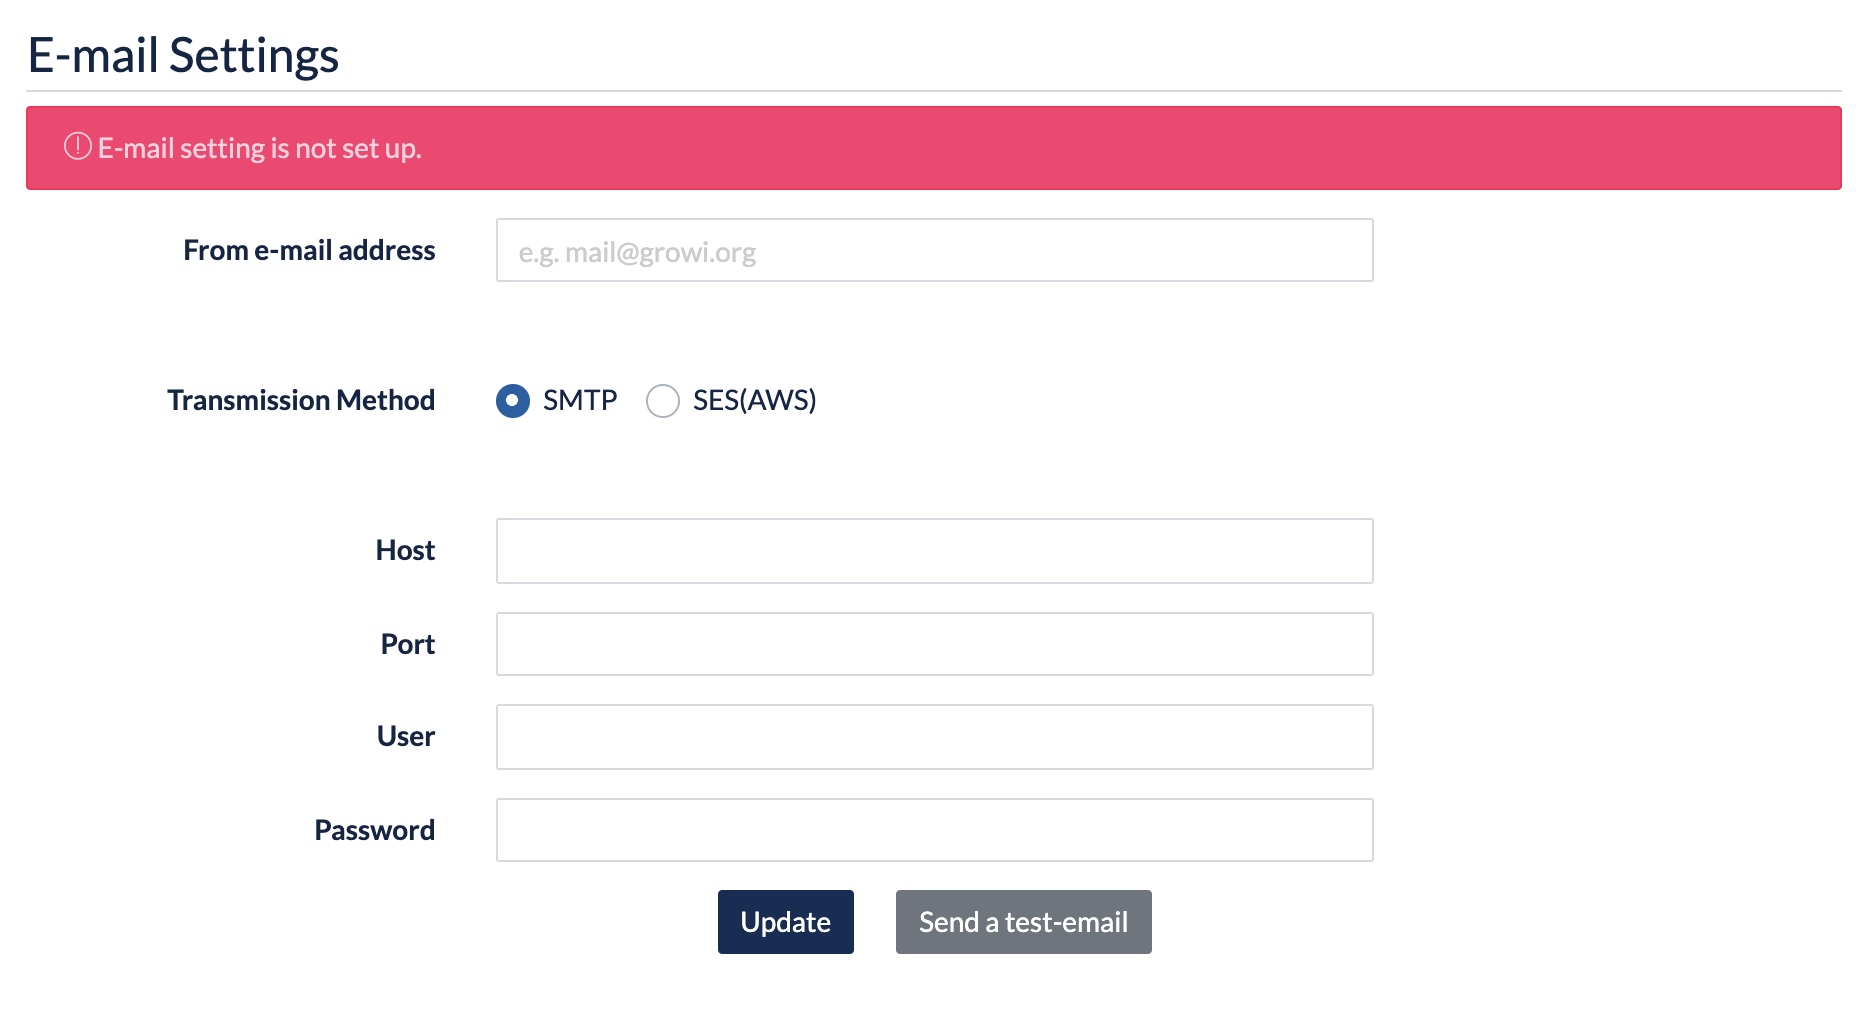 E-mail Settings
E-mail setting is not set up.
From e-mail address
e.g. mail@growi.org
Transmission Method
SMTP
SES(AWS)
Host
Port
User
Password
Update
Send a test-email